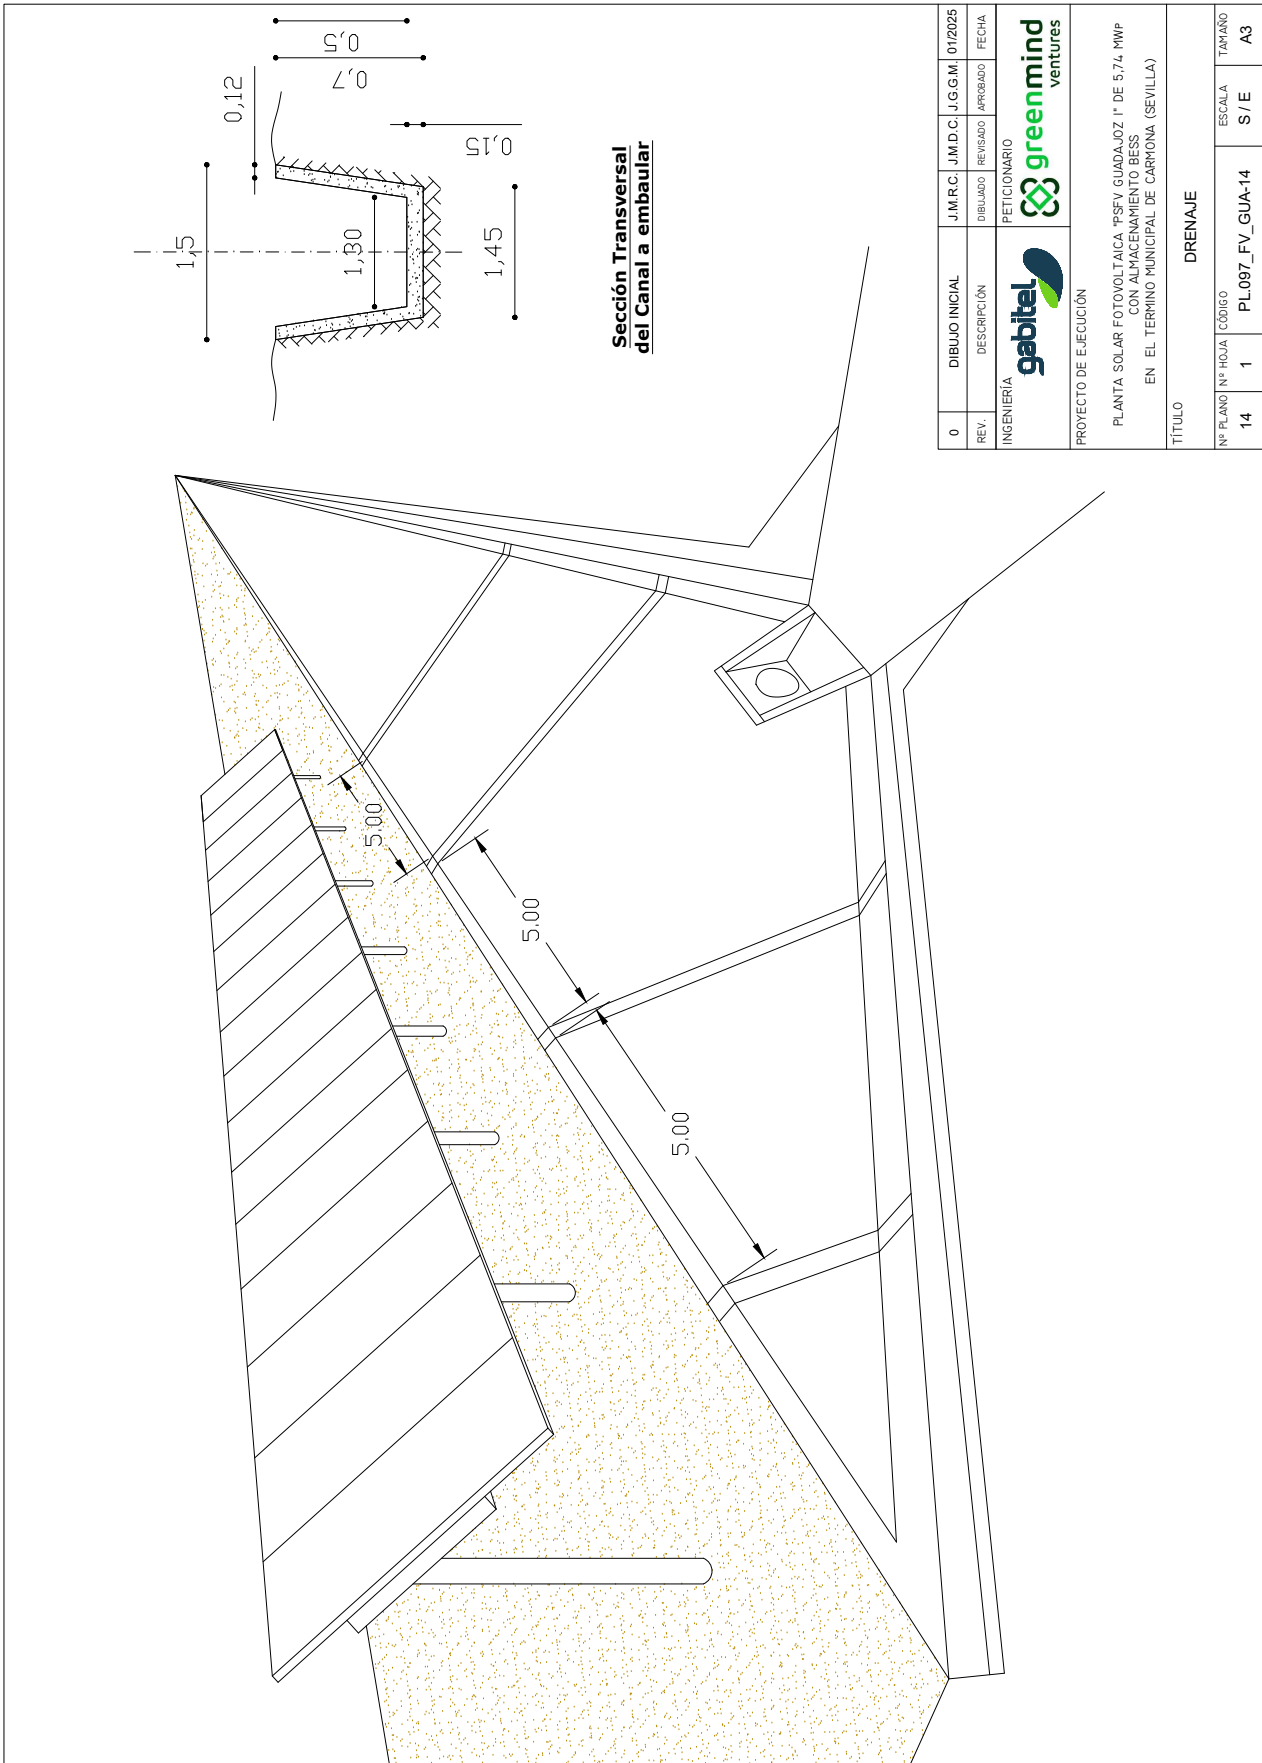 1,5
0,12
0,5
0,7
0,15
1,30
1,45
Sección Transversal
del Canal a embaular
5.00
5.00
5.00
0
DIBUJO INICIAL
J.M.R.C.
J.M.D.C.
J.G.G.M.
01/2025
REV.
DESCRIPCIÓN
DIBUJADO
REVISADO
APROBADO
FECHA
INGENIERÍA
gabitel
PETICIONARIO
greenmind
ventures
PROYECTO DE EJECUCIÓN
PLANTA SOLAR FOTOVOLTAICA "PSFV GUADAJOZ I" DE 5,74 MWP
CON ALMACENAMIENTO BESS
EN EL TERMINO MUNICIPAL DE CARMONA (SEVILLA)
TÍTULO
DRENAJE
Nº PLANO
Nº HOJA
CÓDIGO
ESCALA
TAMAÑO
14
1
PL097_FV_GUA-14
S / E
A3